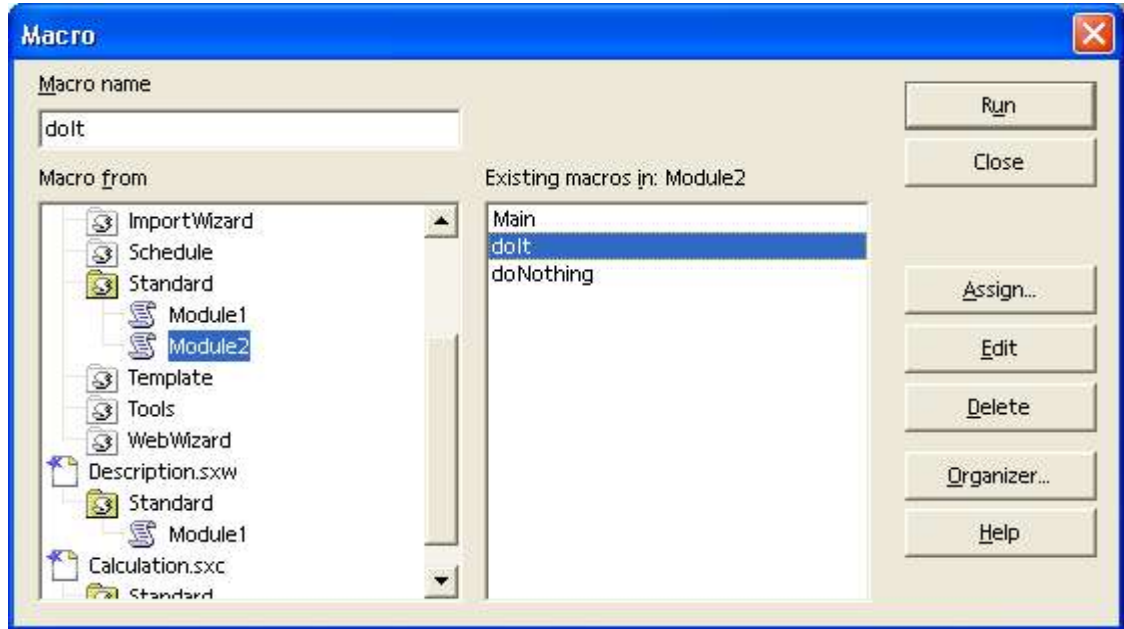 Macro
Macro name
doIt
Macro from
ImportWizard
Schedule
Standard
Module1
Module2
Template
Tools
WebWizard
Description.sxw
Standard
Module1
Calculation.sxc
Standard
Existing macros in: Module2
Main
doIt
doNothing
Run
Close
Assign...
Edit
Delete
Organizer...
Help